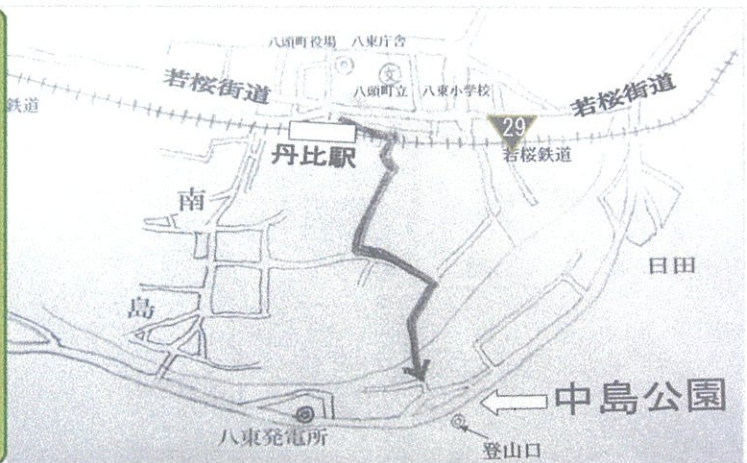 八頭町役場 八東庁舎
若桜街道
文
八頭町立 八東小学校
若桜街道
鉄道
29
丹比駅
若桜鉄道
南
島
日田
中島公園
八東発電所
登山口